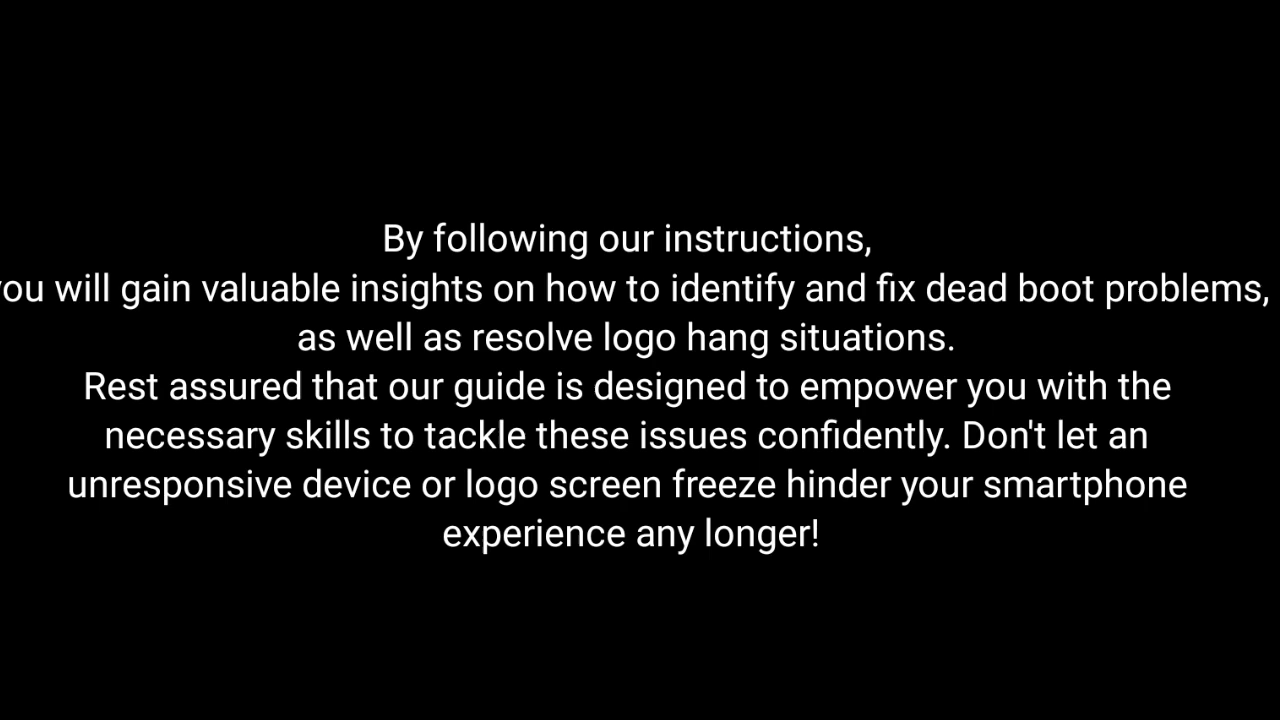 By following our instructions,
you will gain valuable insights on how to identify and fix dead boot problems,
as well as resolve logo hang situations.
Rest assured that our guide is designed to empower you with the
necessary skills to tackle these issues confidently. Don't let an
unresponsive device or logo screen freeze hinder your smartphone
experience any longer!